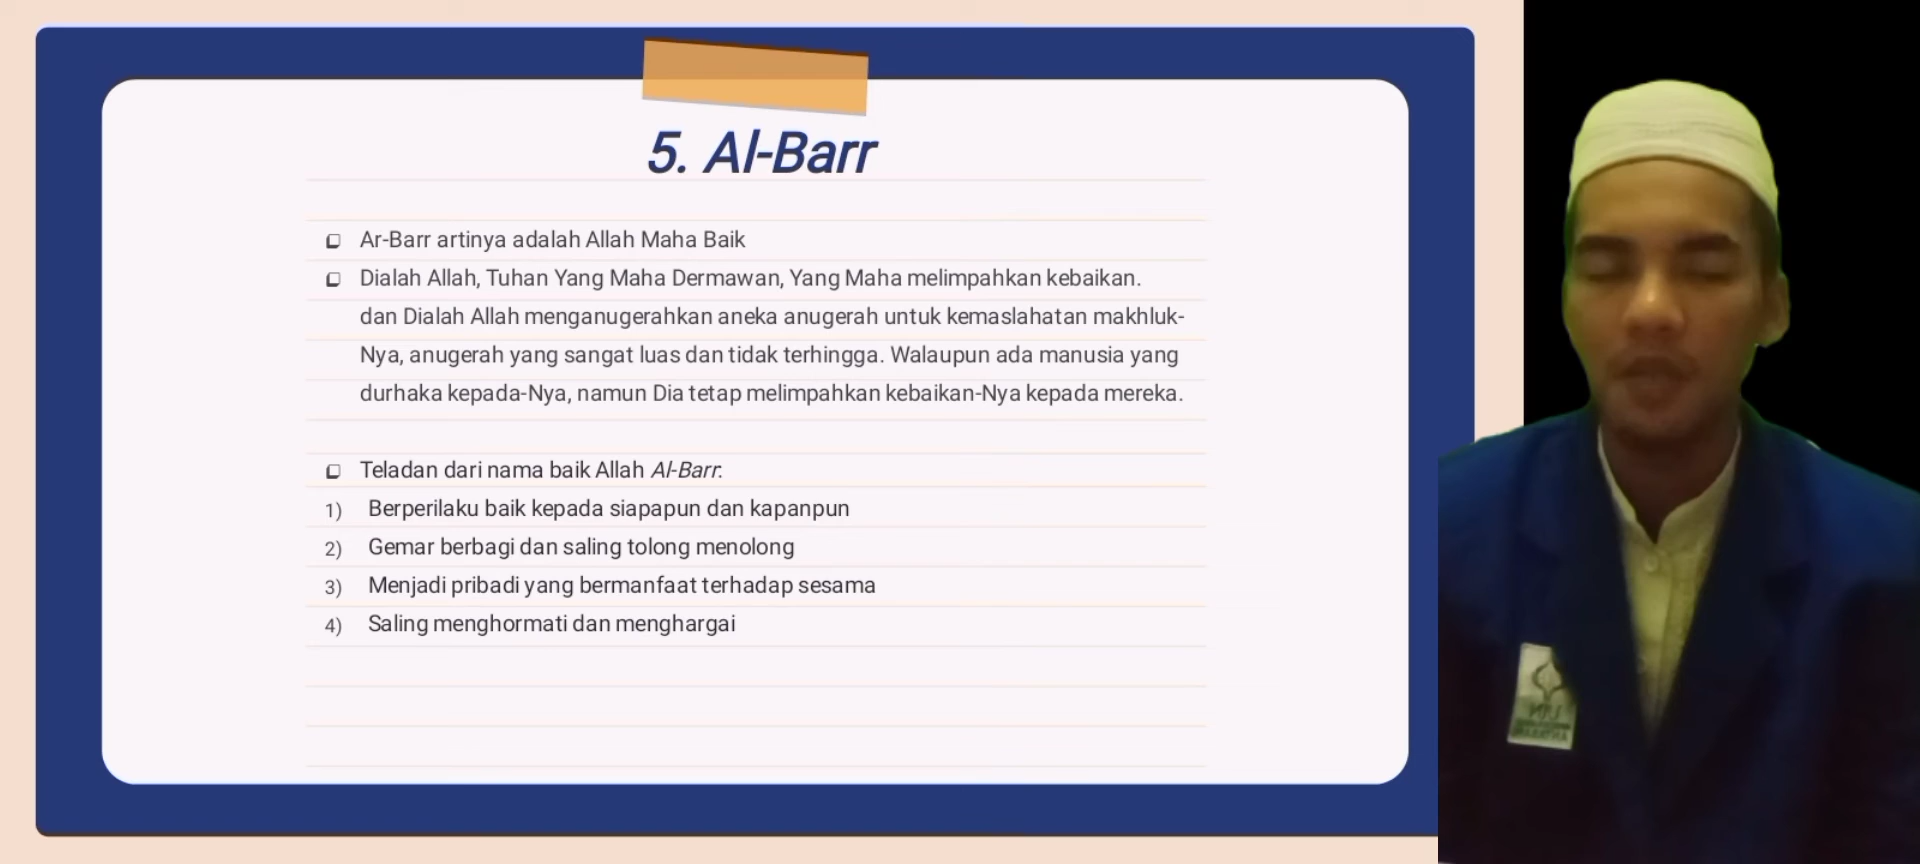 5. Al-Barr
Ar-Barr artinya adalah Allah Maha Baik
Dialah Allah, Tuhan Yang Maha Dermawan, Yang Maha melimpahkan kebaikan.
dan Dialah Allah menganugerahkan aneka anugerah untuk kemaslahatan makhluk-
Nya, anugerah yang sangat luas dan tidak terhingga. Walaupun ada manusia yang
durhaka kepada-Nya, namun Dia tetap melimpahkan kebaikan-Nya kepada mereka.
Teladan dari nama baik Allah Al-Barr:
1) Berperilaku baik kepada siapapun dan kapanpun
2) Gemar berbagi dan saling tolong menolong
3) Menjadi pribadi yang bermanfaat terhadap sesama
4) Saling menghormati dan menghargai
UIN